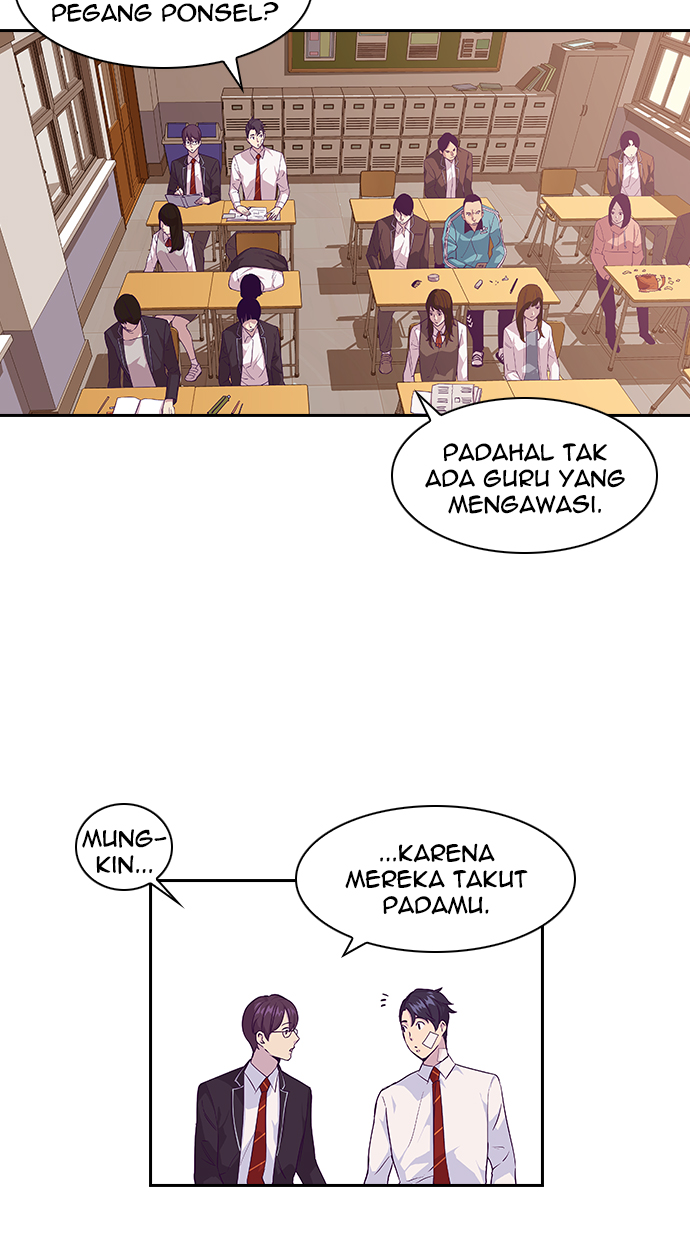 PEGANG PONSEL?
PADAHAL TAK
ADA GURU YANG
MENGAWASI.
MUNG-
KIN...
...KARENA
MEREKA TAKUT
PADAMU.